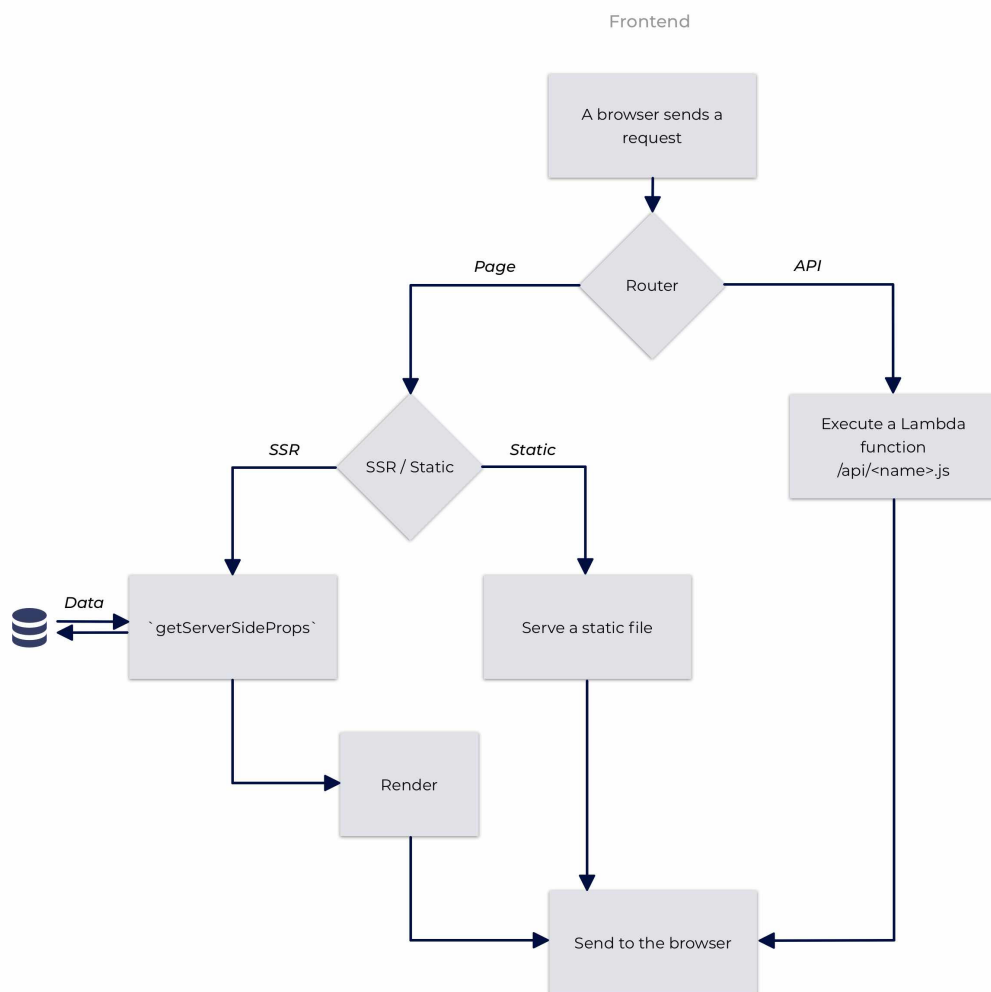 Frontend
A browser sends a
request
Router
Page
API
SSR / Static
SSR
Static
Execute a Lambda
function
/api/<name>.js
Data
`getServerSideProps`
Serve a static file
Render
Send to the browser